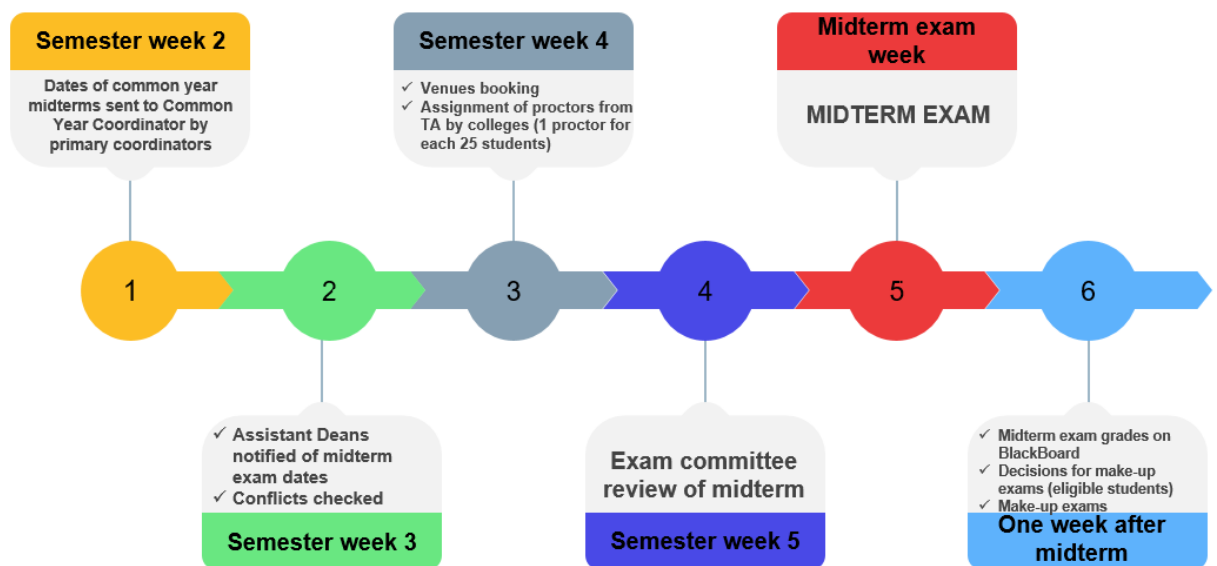 Semester week 2
Dates of common year
midterms sent to Common
Year Coordinator by
primary coordinators
Semester week 4
✓ Venues booking
✓ Assignment of proctors from
TA by colleges (1 proctor for
each 25 students)
Midterm exam
week
MIDTERM EXAM
1
2
3
4
5
6
✓ Assistant Deans
notified of midterm
exam dates
✓ Conflicts checked
Semester week 3
Exam committee
review of midterm
Semester week 5
✓ Midterm exam grades on
BlackBoard
✓ Decisions for make-up
exams (eligible students)
✓ Make-up exams
One week after
midterm